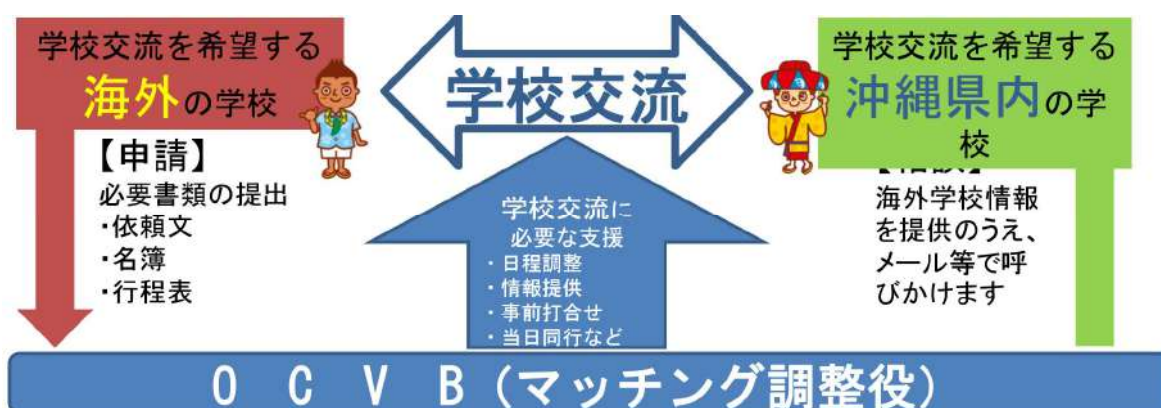 学校交流を希望する
海外の学校
【申請】
必要書類の提出
・依頼文
・名簿
・行程表
学校交流
学校交流に
必要な支援
・日程調整
・情報提供
・事前打合せ
・当日同行など
学校交流を希望する
沖縄県内の学
校
海外学校情報
を提供のうえ、
メール等で呼
びかけます
OCVB(マッチング調整役)